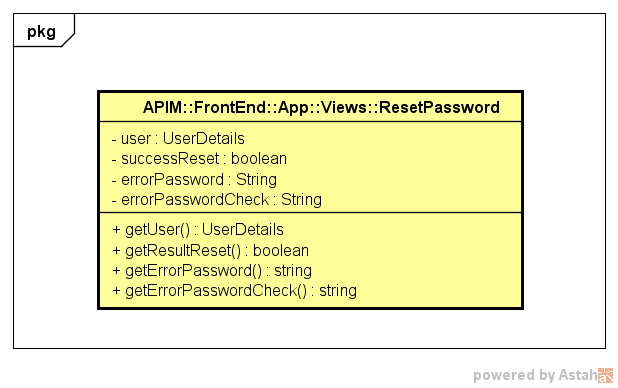 pkg
APIM::FrontEnd::App::Views::ResetPassword
- user : UserDetails
- successReset : boolean
- errorPassword : String
- errorPasswordCheck : String
+ getUser() : UserDetails
+ getResultReset() : boolean
+ getErrorPassword() : string
+ getErrorPasswordCheck() : string
powered by Astah